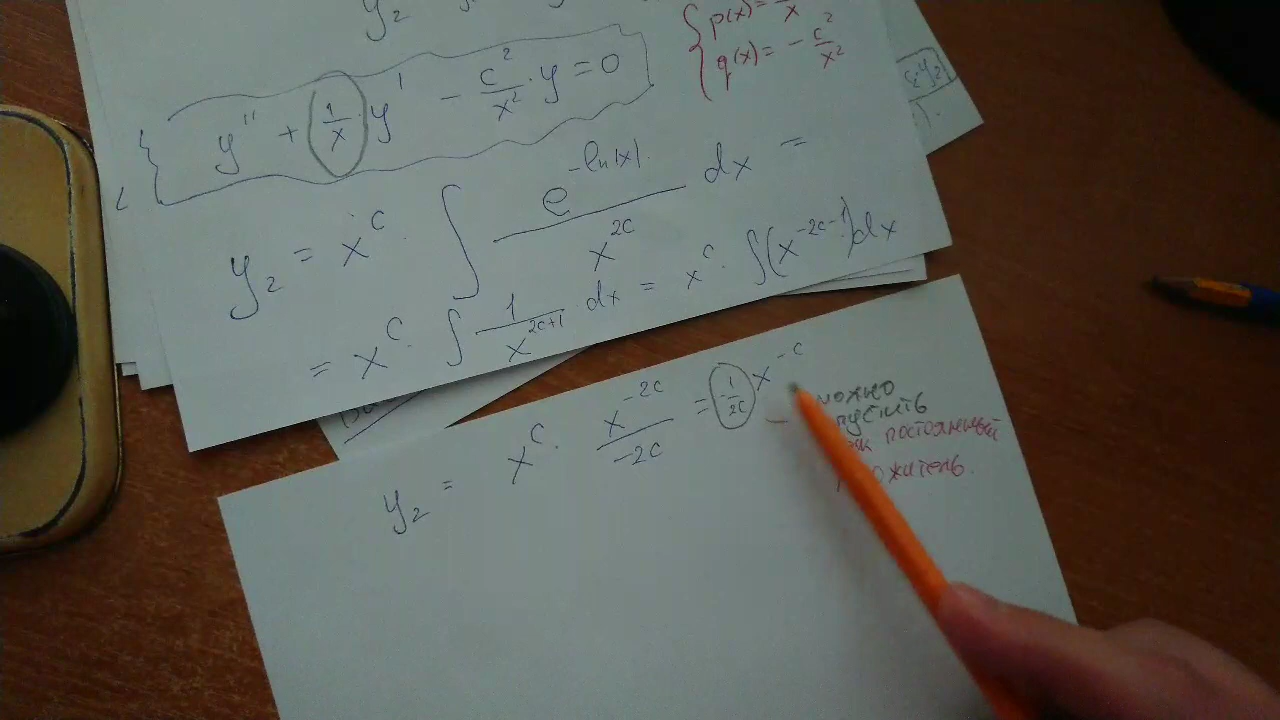 y₂
p(x)=
q(x) = - c²/x²
y'' + 1/x · y' - c²/x² · y = 0
y₂ = x^c · ∫ e^(-ln|x|) / x^(2c) dx =
= x^c · ∫ 1/x^(2c+1) dx = x^c · ∫(x^(-2c-1))dx
y₂ = x^c · x^(-2c)/(-2c) = (-1/2c) x^(-c)
можно
постоянный